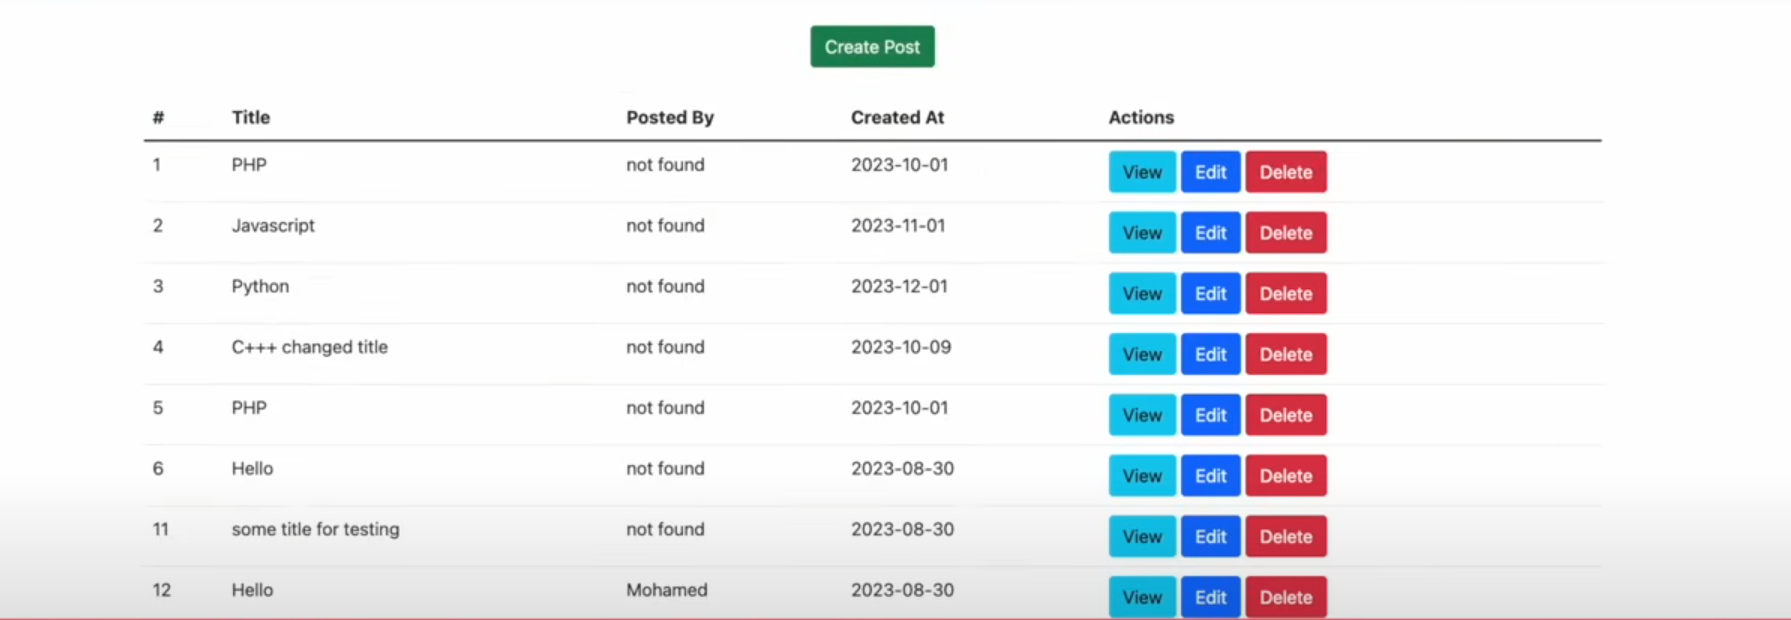 Create Post
# Title Posted By Created At Actions
1 PHP not found 2023-10-01 View Edit Delete
2 Javascript not found 2023-11-01 View Edit Delete
3 Python not found 2023-12-01 View Edit Delete
4 C+++ changed title not found 2023-10-09 View Edit Delete
5 PHP not found 2023-10-01 View Edit Delete
6 Hello not found 2023-08-30 View Edit Delete
11 some title for testing not found 2023-08-30 View Edit Delete
12 Hello Mohamed 2023-08-30 View Edit Delete